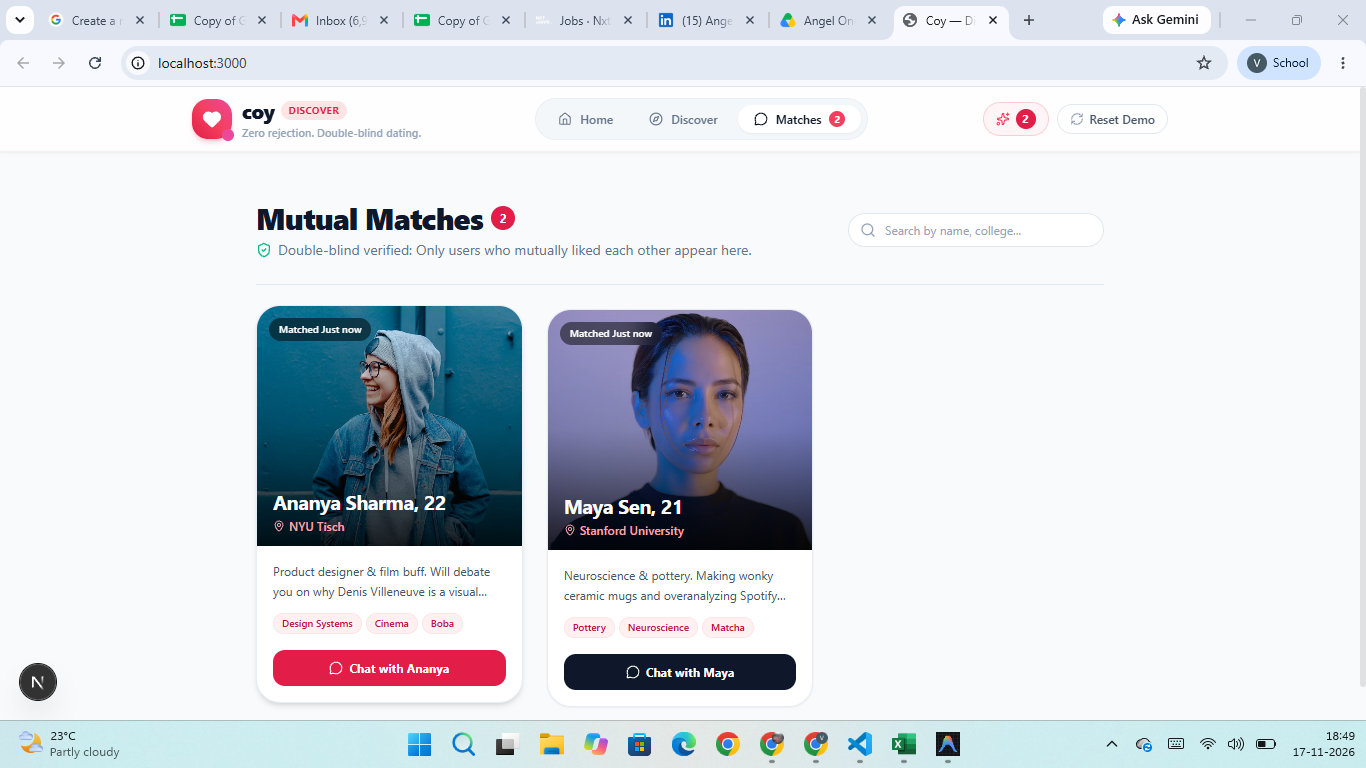 Create a r
Copy of G
Inbox (6,9
Copy of G
Jobs · Nxt
(15) Ange
Angel On
Coy — Di
Ask Gemini
localhost:3000
V School
coy DISCOVER
Zero rejection. Double-blind dating.
Home
Discover
Matches 2
2
Reset Demo
Mutual Matches 2
Double-blind verified: Only users who mutually liked each other appear here.
Search by name, college...
Matched Just now
Ananya Sharma, 22
NYU Tisch
Product designer & film buff. Will debate
you on why Denis Villeneuve is a visual...
Design Systems Cinema Boba
Chat with Ananya
Matched Just now
Maya Sen, 21
Stanford University
Neuroscience & pottery. Making wonky
ceramic mugs and overanalyzing Spotify...
Pottery Neuroscience Matcha
Chat with Maya
N
23°C
Partly cloudy
18:49
17-11-2026